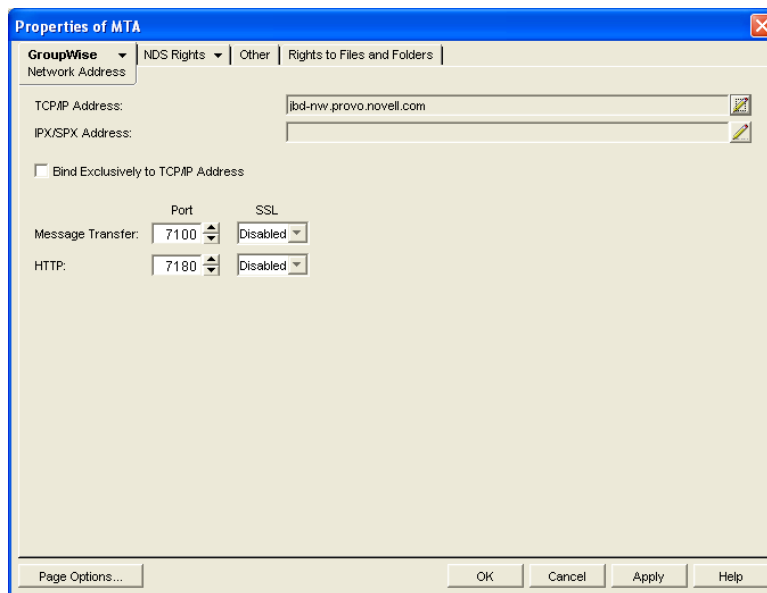 Properties of MTA
GroupWise NDS Rights Other Rights to Files and Folders
Network Address
TCP/IP Address: jbd-nw.provo.novell.com
IPX/SPX Address:
Bind Exclusively to TCP/IP Address
Port SSL
Message Transfer: 7100 Disabled
HTTP: 7180 Disabled
Page Options... OK Cancel Apply Help